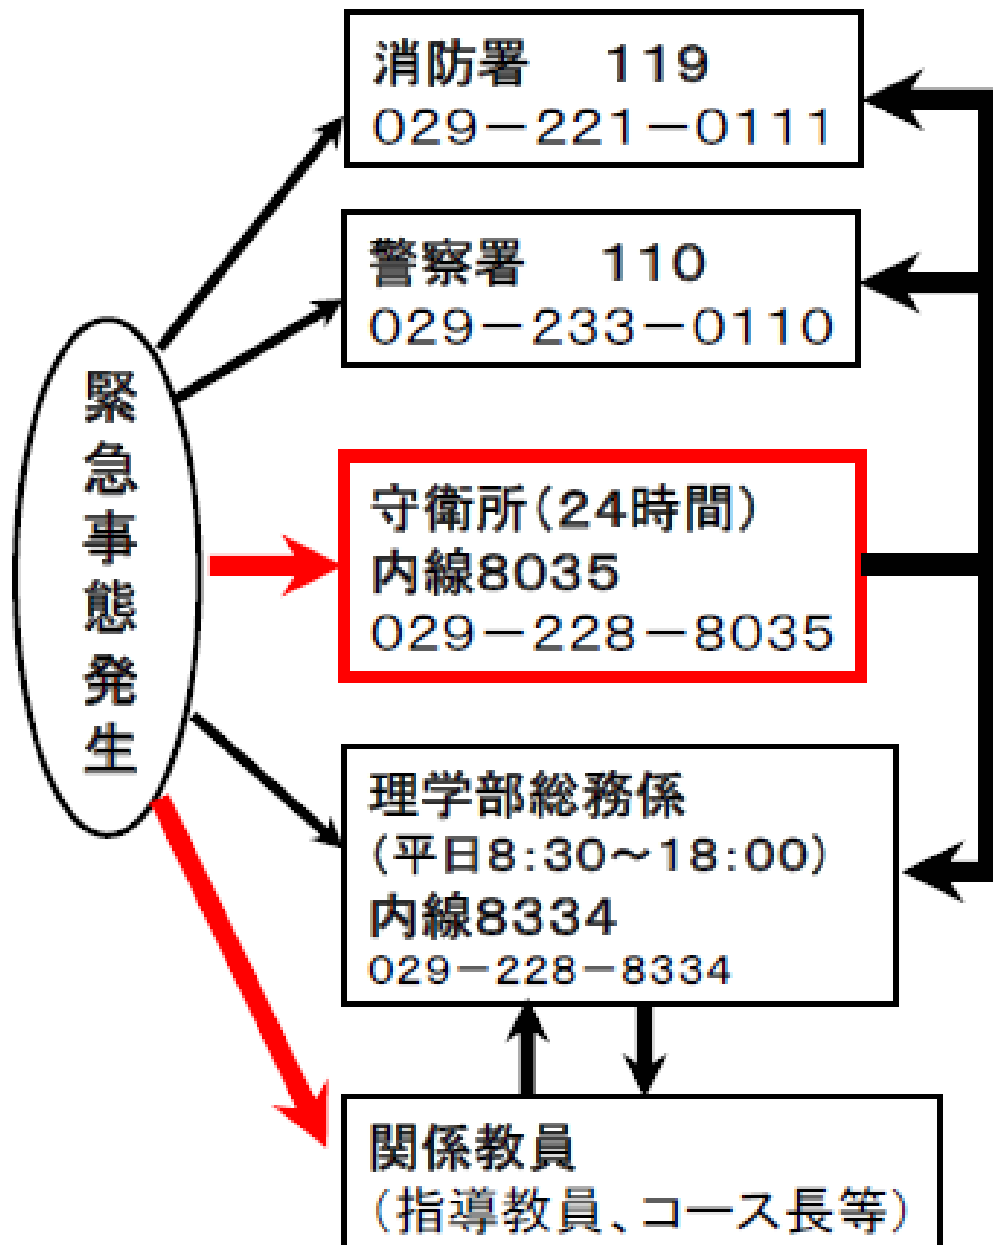 消防署　119
029－221－0111
警察署　110
029－233－0110
緊急事態発生
守衛所（24時間）
内線8035
029－228－8035
理学部総務係
（平日8：30～18：00）
内線8334
029－228－8334
関係教員
（指導教員、コース長等）